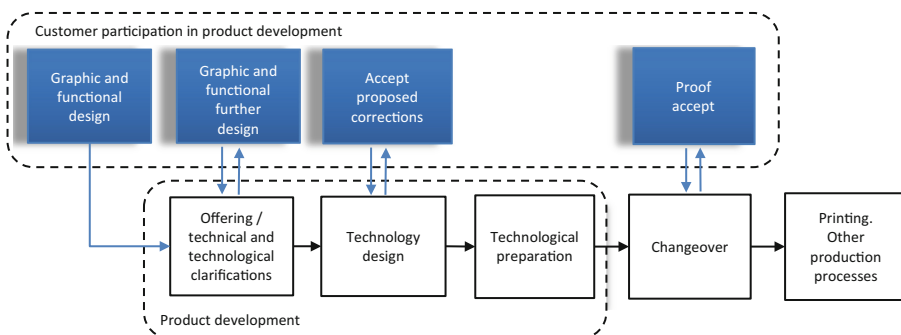 Customer participation in product development
Graphic and
functional
design
Graphic and
functional
further
design
Accept
proposed
corrections
Proof
accept
Offering /
technical and
technological
clarifications
Technology
design
Technological
preparation
Changeover
Printing.
Other
production
processes
Product development